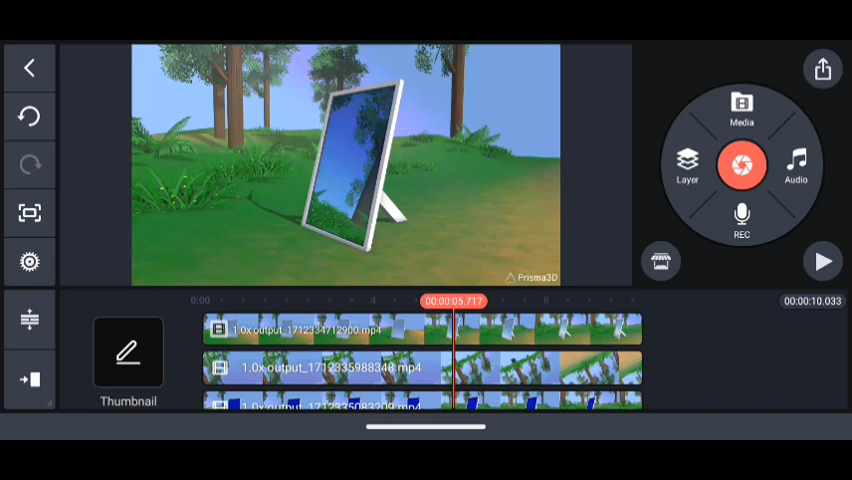 Media
Layer
Audio
REC
Prisma3D
0:00
4
00:00:05.717
8
00:00:10.033
1.0x output_1712334712900.mp4
1.0x output_1712335988348.mp4
1.0x output_1712335083209.mp4
Thumbnail